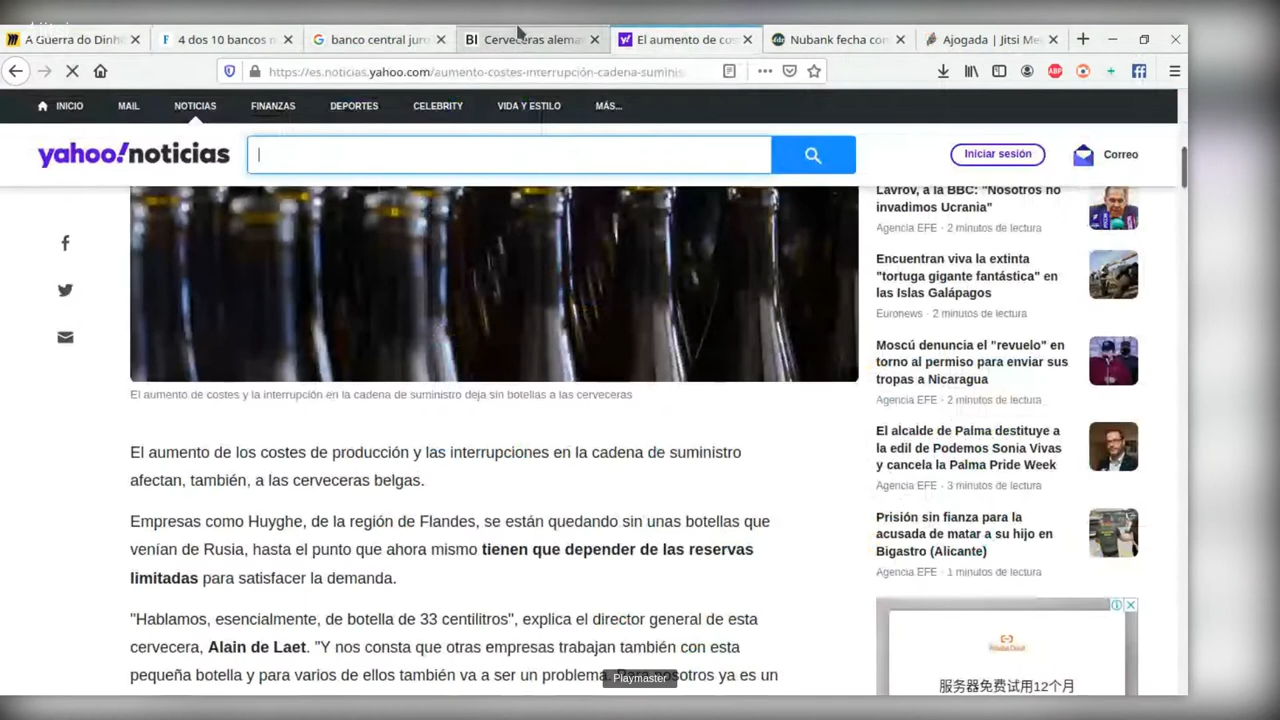 A Guerra do Dinh
4 dos 10 bancos n
banco central juro
BI Cerveceras alema
El aumento de cos
Nubank fecha con
Ajogada | Jitsi Me
https://es.noticias.yahoo.com/aumento-costes-interrupción-cadena-suminis
INICIO
MAIL
NOTICIAS
FINANZAS
DEPORTES
CELEBRITY
VIDA Y ESTILO
MÁS...
yahoo!noticias
Iniciar sesión
Correo
El aumento de costes y la interrupción en la cadena de suministro deja sin botellas a las cerveceras
El aumento de los costes de producción y las interrupciones en la cadena de suministro
afectan, también, a las cerveceras belgas.
Empresas como Huyghe, de la región de Flandes, se están quedando sin unas botellas que
venían de Rusia, hasta el punto que ahora mismo tienen que depender de las reservas
limitadas para satisfacer la demanda.
"Hablamos, esencialmente, de botella de 33 centilitros", explica el director general de esta
cervecera, Alain de Laet. "Y nos consta que otras empresas trabajan también con esta
pequeña botella y para varios de ellos también va a ser un problema. Para nosotros ya es un
Lavrov, a la BBC: "Nosotros no
invadimos Ucrania"
Agencia EFE · 2 minutos de lectura
Encuentran viva la extinta
"tortuga gigante fantástica" en
las Islas Galápagos
Euronews · 2 minutos de lectura
Moscú denuncia el "revuelo" en
torno al permiso para enviar sus
tropas a Nicaragua
Agencia EFE · 2 minutos de lectura
El alcalde de Palma destituye a
la edil de Podemos Sonia Vivas
y cancela la Palma Pride Week
Agencia EFE · 3 minutos de lectura
Prisión sin fianza para la
acusada de matar a su hijo en
Bigastro (Alicante)
Agencia EFE · 1 minutos de lectura
Alibaba Cloud
服务器免费试用12个月
Playmaster